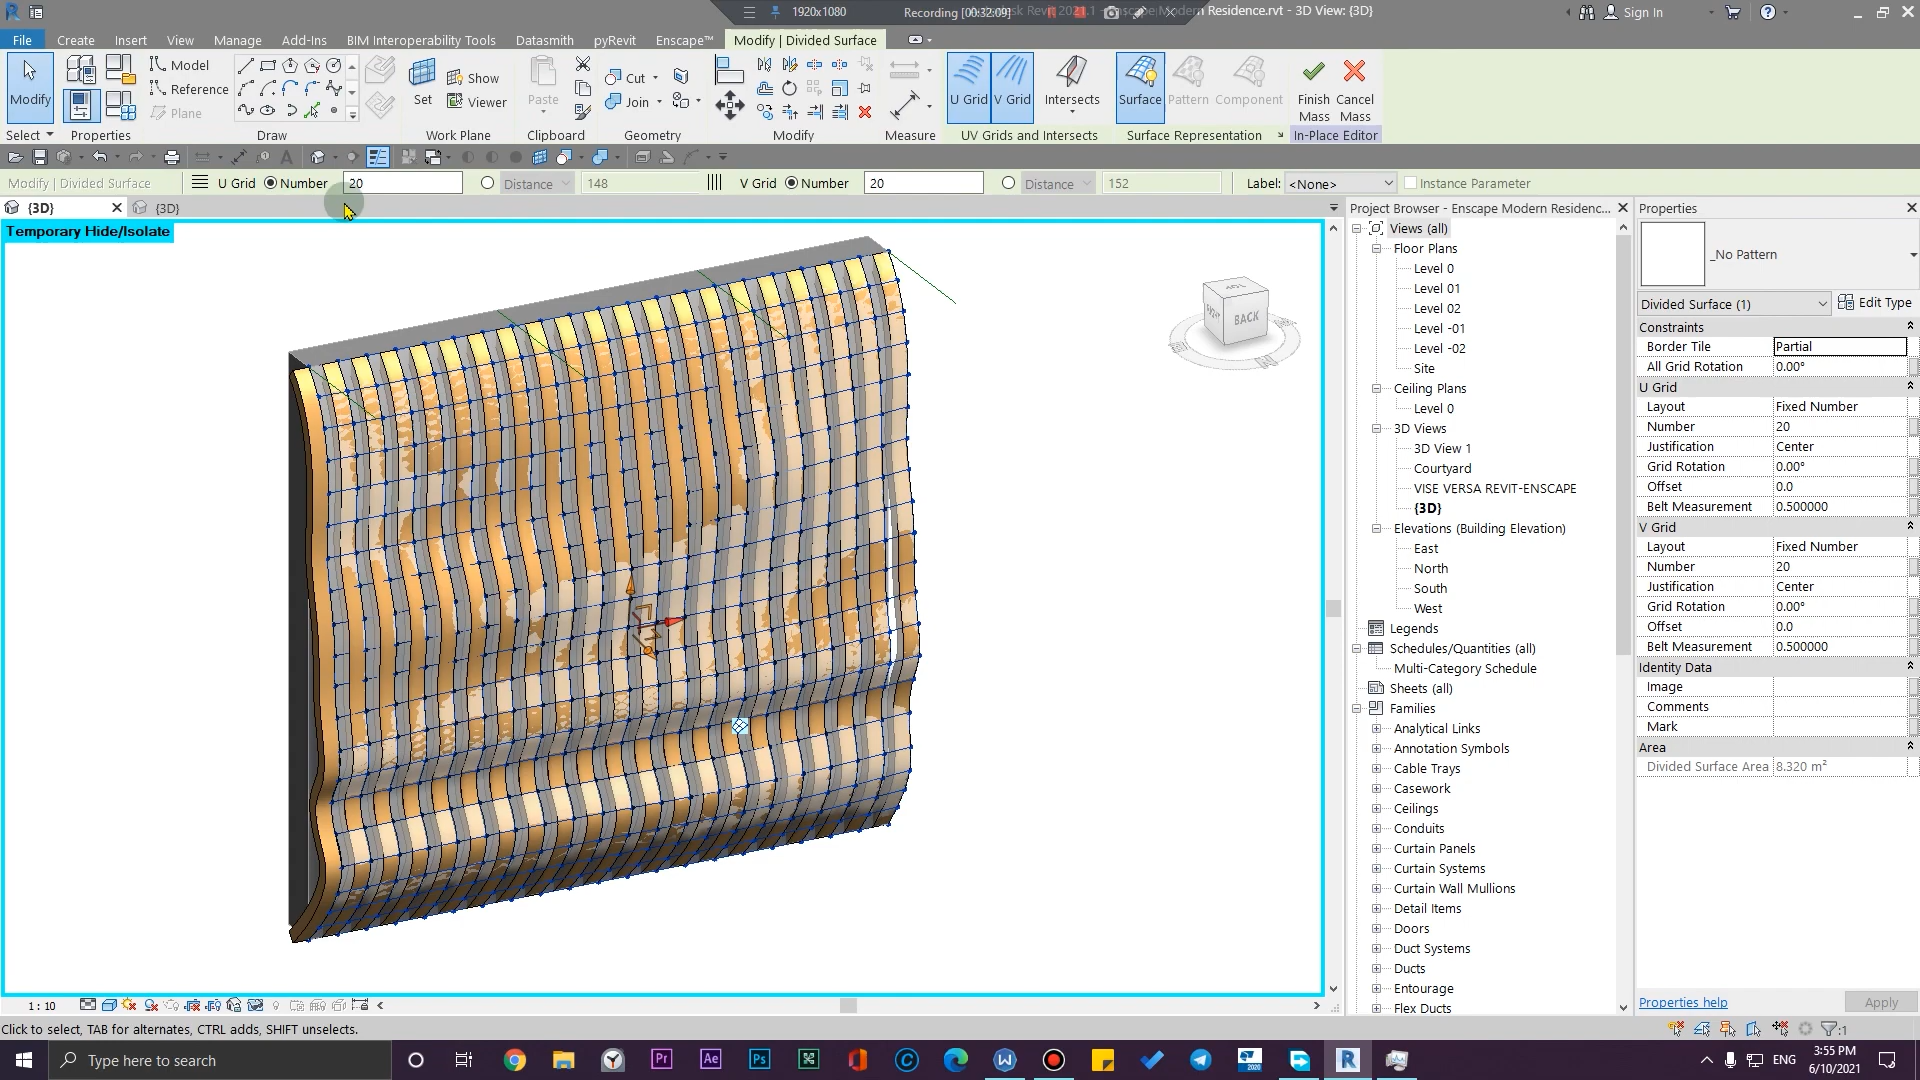 1920x1080
Recording [00:32:09]
Autodesk Revit 2021.1 - Enscape Modern Residence.rvt - 3D View: {3D}
Sign In
File Create Insert View Manage Add-Ins BIM Interoperability Tools Datasmith pyRevit Enscape™ Modify | Divided Surface
Modify
Model
Reference
Plane
Set
Show
Viewer
Paste
Cut
Join
U Grid
V Grid
Intersects
Surface
Pattern
Component
Finish Mass
Cancel Mass
Select Properties Draw Work Plane Clipboard Geometry Modify Measure UV Grids and Intersects Surface Representation In-Place Editor
Modify | Divided Surface U Grid Number 20 Distance 148 V Grid Number 20 Distance 152 Label: <None> Instance Parameter
{3D} {3D}
Temporary Hide/Isolate
TOP
BACK
Project Browser - Enscape Modern Residenc...
Views (all)
Floor Plans
Level 0
Level 01
Level 02
Level -01
Level -02
Site
Ceiling Plans
Level 0
3D Views
3D View 1
Courtyard
VISE VERSA REVIT-ENSCAPE
{3D}
Elevations (Building Elevation)
East
North
South
West
Legends
Schedules/Quantities (all)
Multi-Category Schedule
Sheets (all)
Families
Analytical Links
Annotation Symbols
Cable Trays
Casework
Ceilings
Conduits
Curtain Panels
Curtain Systems
Curtain Wall Mullions
Detail Items
Doors
Duct Systems
Ducts
Entourage
Flex Ducts
Properties
_No Pattern
Divided Surface (1) Edit Type
Constraints
Border Tile Partial
All Grid Rotation 0.00°
U Grid
Layout Fixed Number
Number 20
Justification Center
Grid Rotation 0.00°
Offset 0.0
Belt Measurement 0.500000
V Grid
Layout Fixed Number
Number 20
Justification Center
Grid Rotation 0.00°
Offset 0.0
Belt Measurement 0.500000
Identity Data
Image
Comments
Mark
Area
Divided Surface Area 8.320 m²
Properties help Apply
1 : 10
Click to select, TAB for alternates, CTRL adds, SHIFT unselects.
:1
Type here to search
Pr
Ae
Ps
2020
R
ENG
3:55 PM
6/10/2021